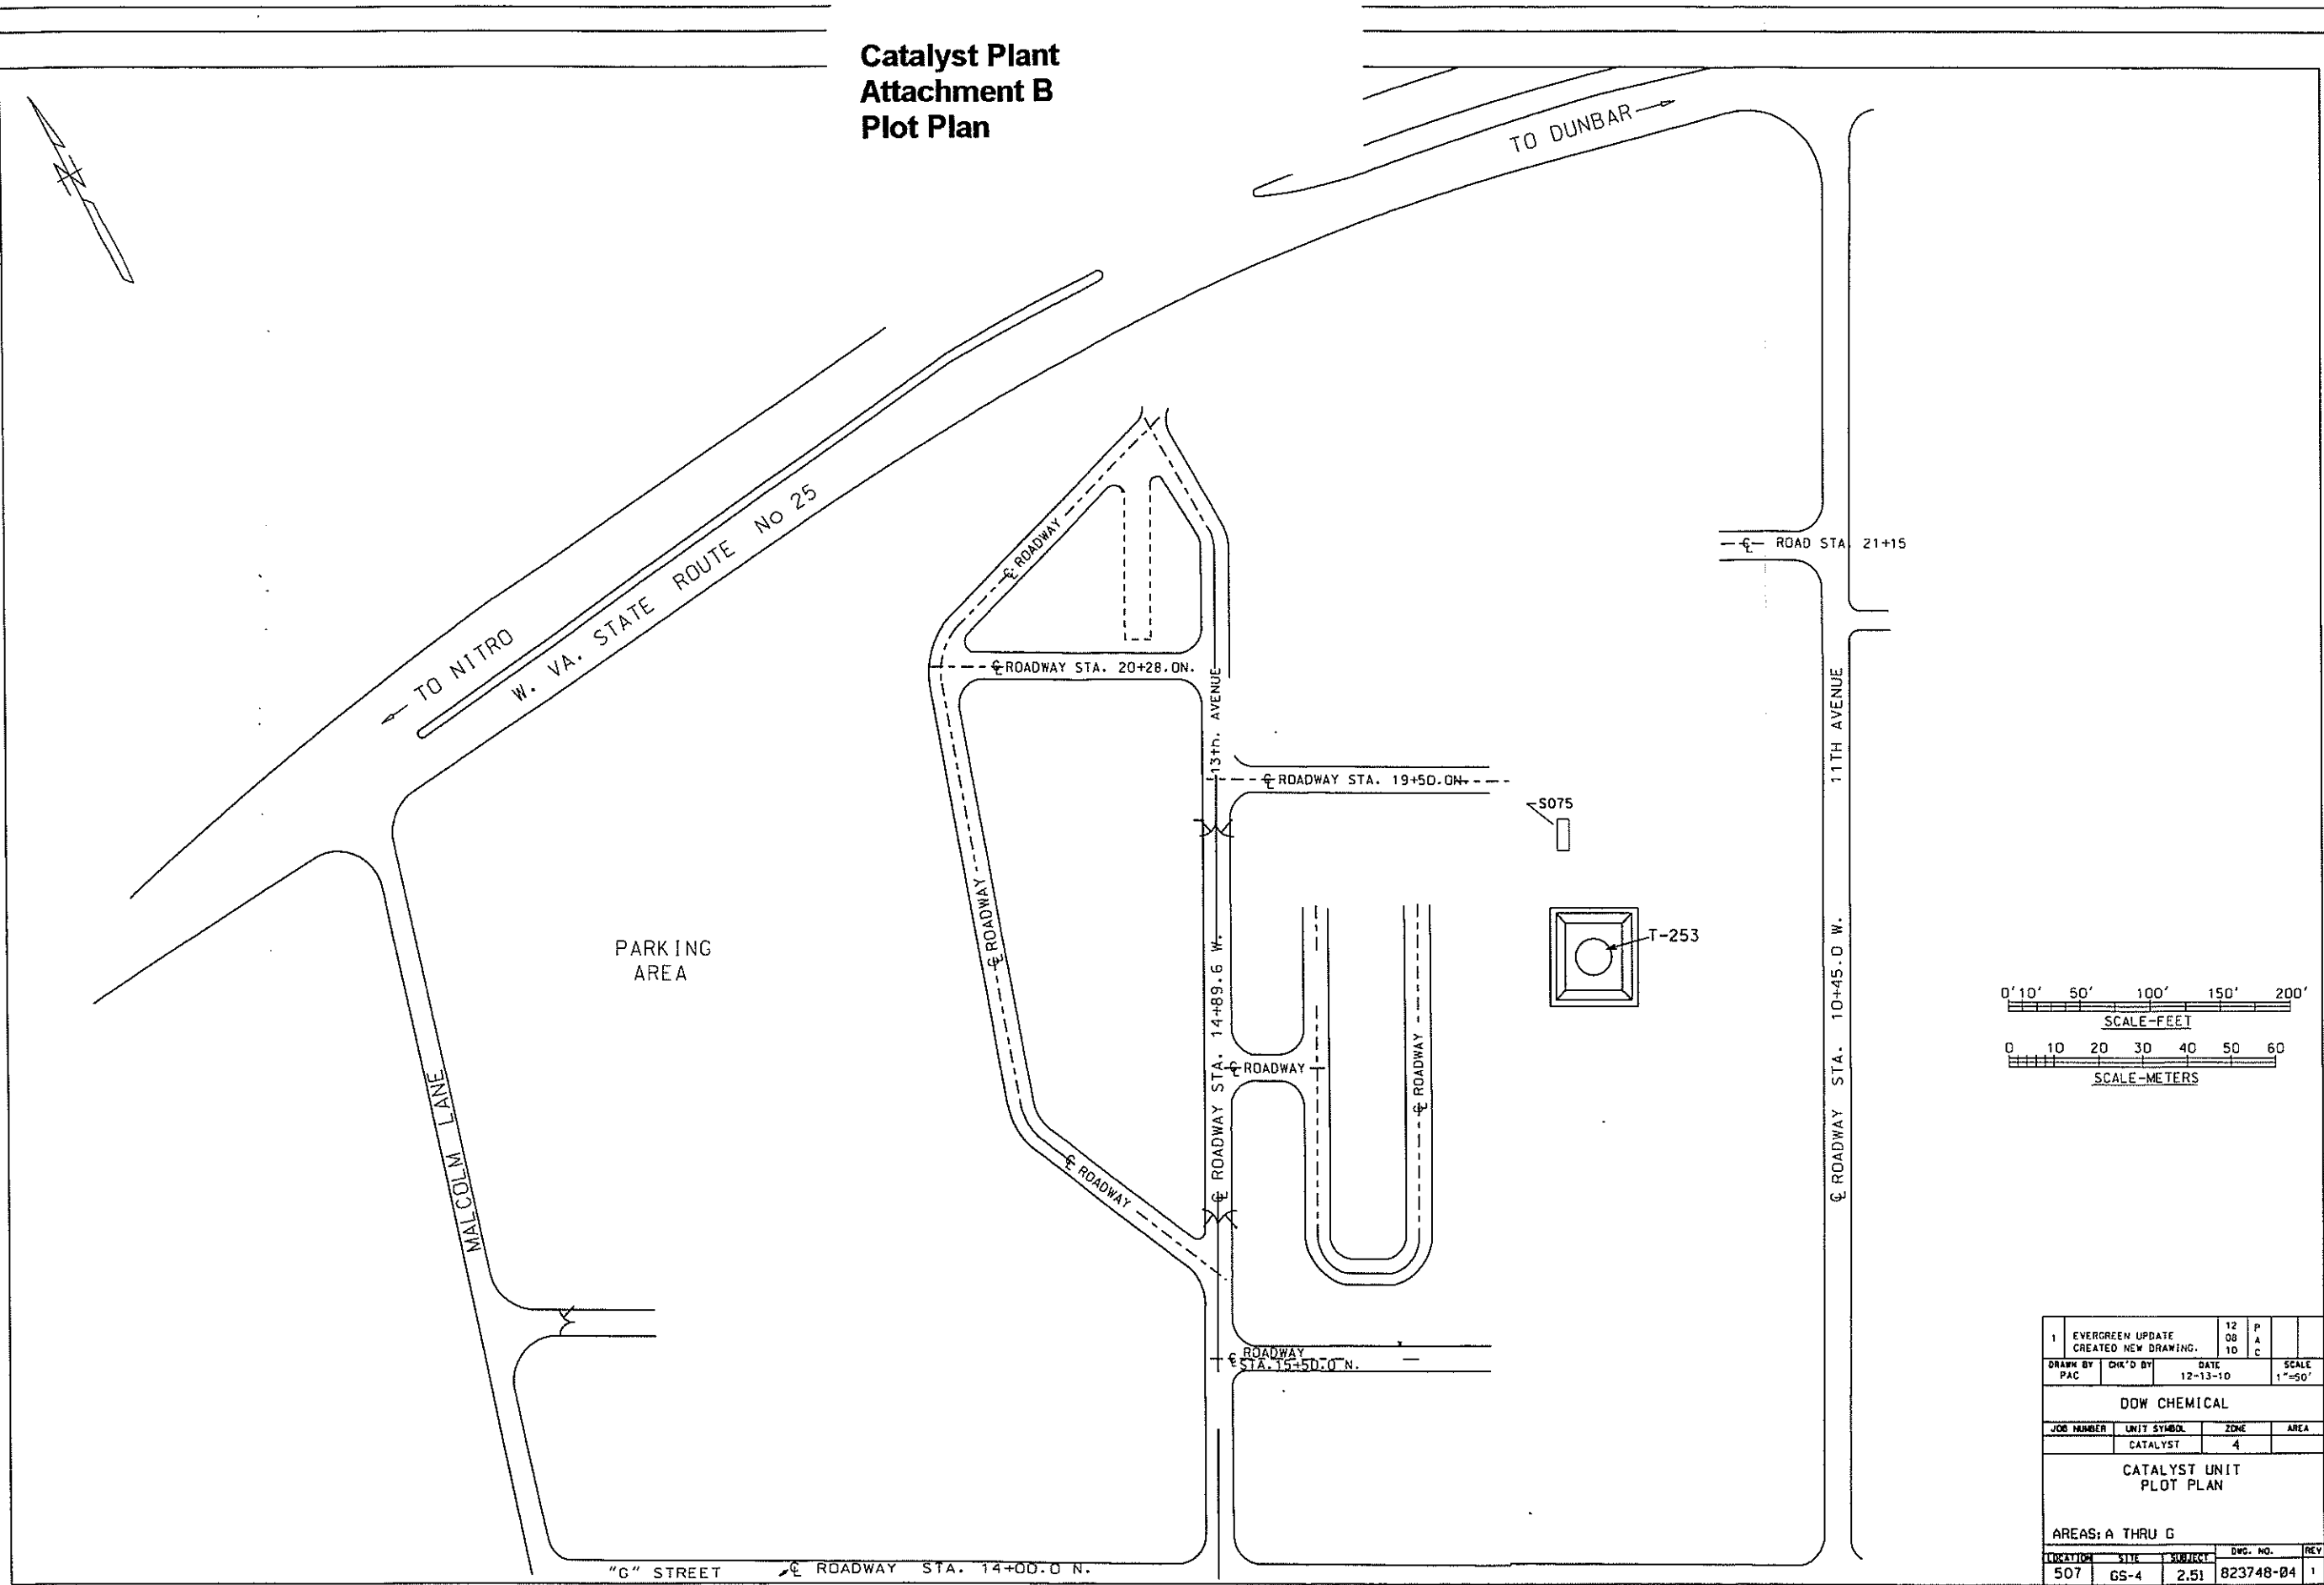 Catalyst Plant
Attachment B
Plot Plan
N
TO DUNBAR
W. VA. STATE ROUTE No 25
TO NITRO
℄ ROADWAY
℄ ROAD STA. 21+15
℄ ROADWAY STA. 20+28.0N.
13th. AVENUE
11TH AVENUE
℄ ROADWAY STA. 19+50.0N.
S075
℄ ROADWAY
PARKING
AREA
T-253
℄ ROADWAY STA. 14+89.6 W.
℄ ROADWAY STA. 10+45.0 W.
℄ ROADWAY
℄ ROADWAY
0' 10' 50' 100' 150' 200'
SCALE-FEET
0 10 20 30 40 50 60
SCALE-METERS
MALCOLM LANE
℄ ROADWAY
℄ ROADWAY
STA. 15+50.0 N.
"G" STREET ℄ ROADWAY STA. 14+00.0 N.
1 EVERGREEN UPDATE
CREATED NEW DRAWING.
12
08
10
P
A
C
DRAWN BY CHK'D BY DATE SCALE
PAC 12-13-10 1"=50'
DOW CHEMICAL
JOB NUMBER UNIT SYMBOL ZONE AREA
CATALYST 4
CATALYST UNIT
PLOT PLAN
AREAS: A THRU G
LOCATION SITE SUBJECT DWG. NO. REV
507 GS-4 2.51 823748-04 1